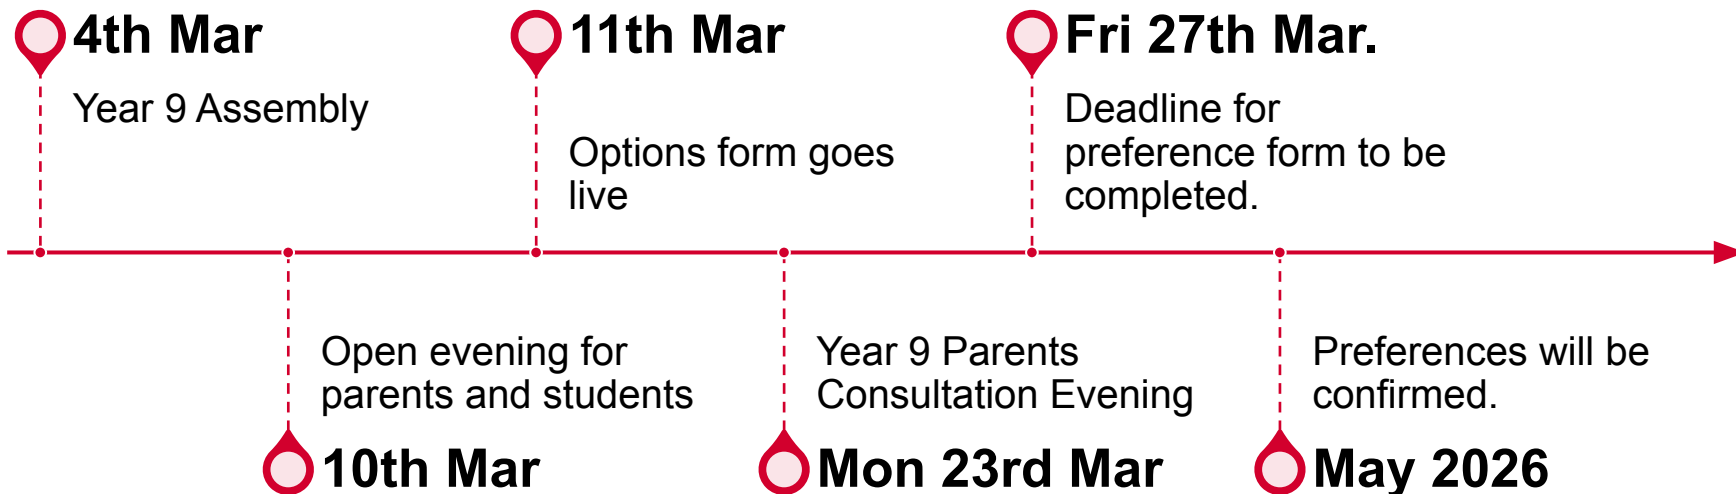 4th Mar
Year 9 Assembly
11th Mar
Options form goes
live
Fri 27th Mar.
Deadline for
preference form to be
completed.
Open evening for
parents and students
10th Mar
Year 9 Parents
Consultation Evening
Mon 23rd Mar
Preferences will be
confirmed.
May 2026